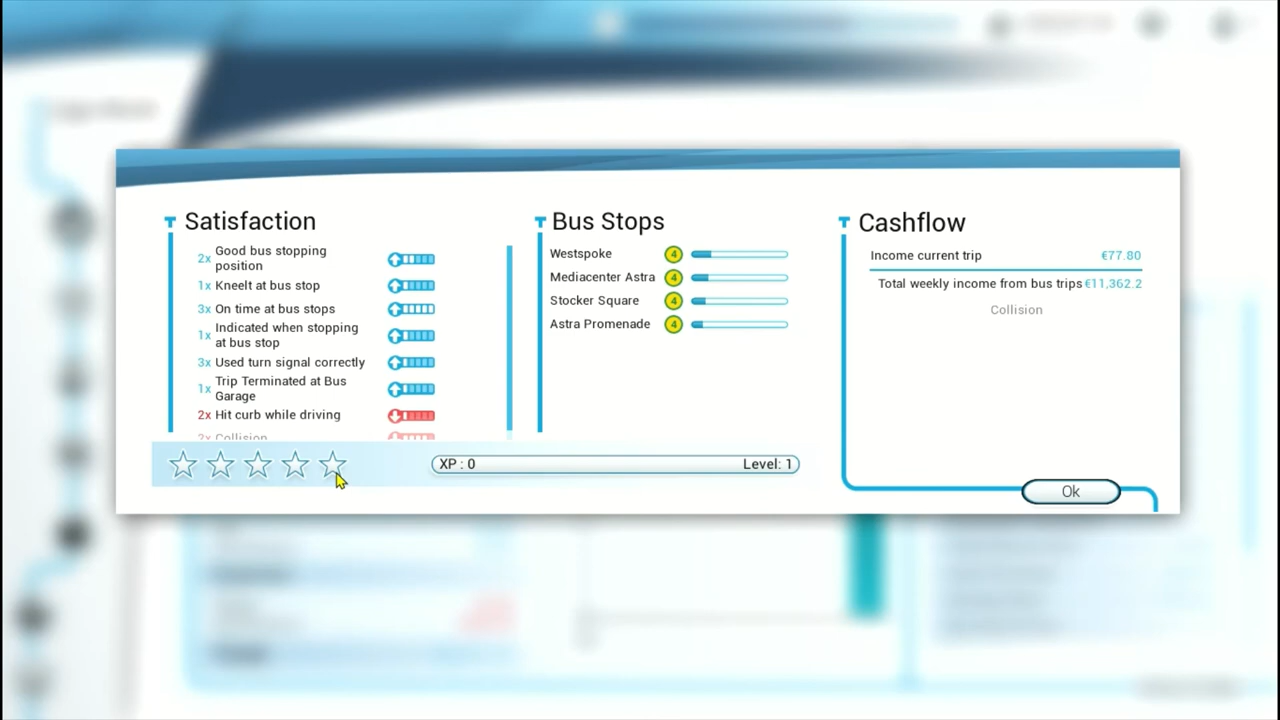 Satisfaction
2x Good bus stopping
position
1x Kneelt at bus stop
3x On time at bus stops
1x Indicated when stopping
at bus stop
3x Used turn signal correctly
1x Trip Terminated at Bus
Garage
2x Hit curb while driving
2x Collision
XP : 0
Level: 1
Bus Stops
Westspoke 4
Mediacenter Astra 4
Stocker Square 4
Astra Promenade 4
Cashflow
Income current trip €77.80
Total weekly income from bus trips €11,362.2
Collision
Ok